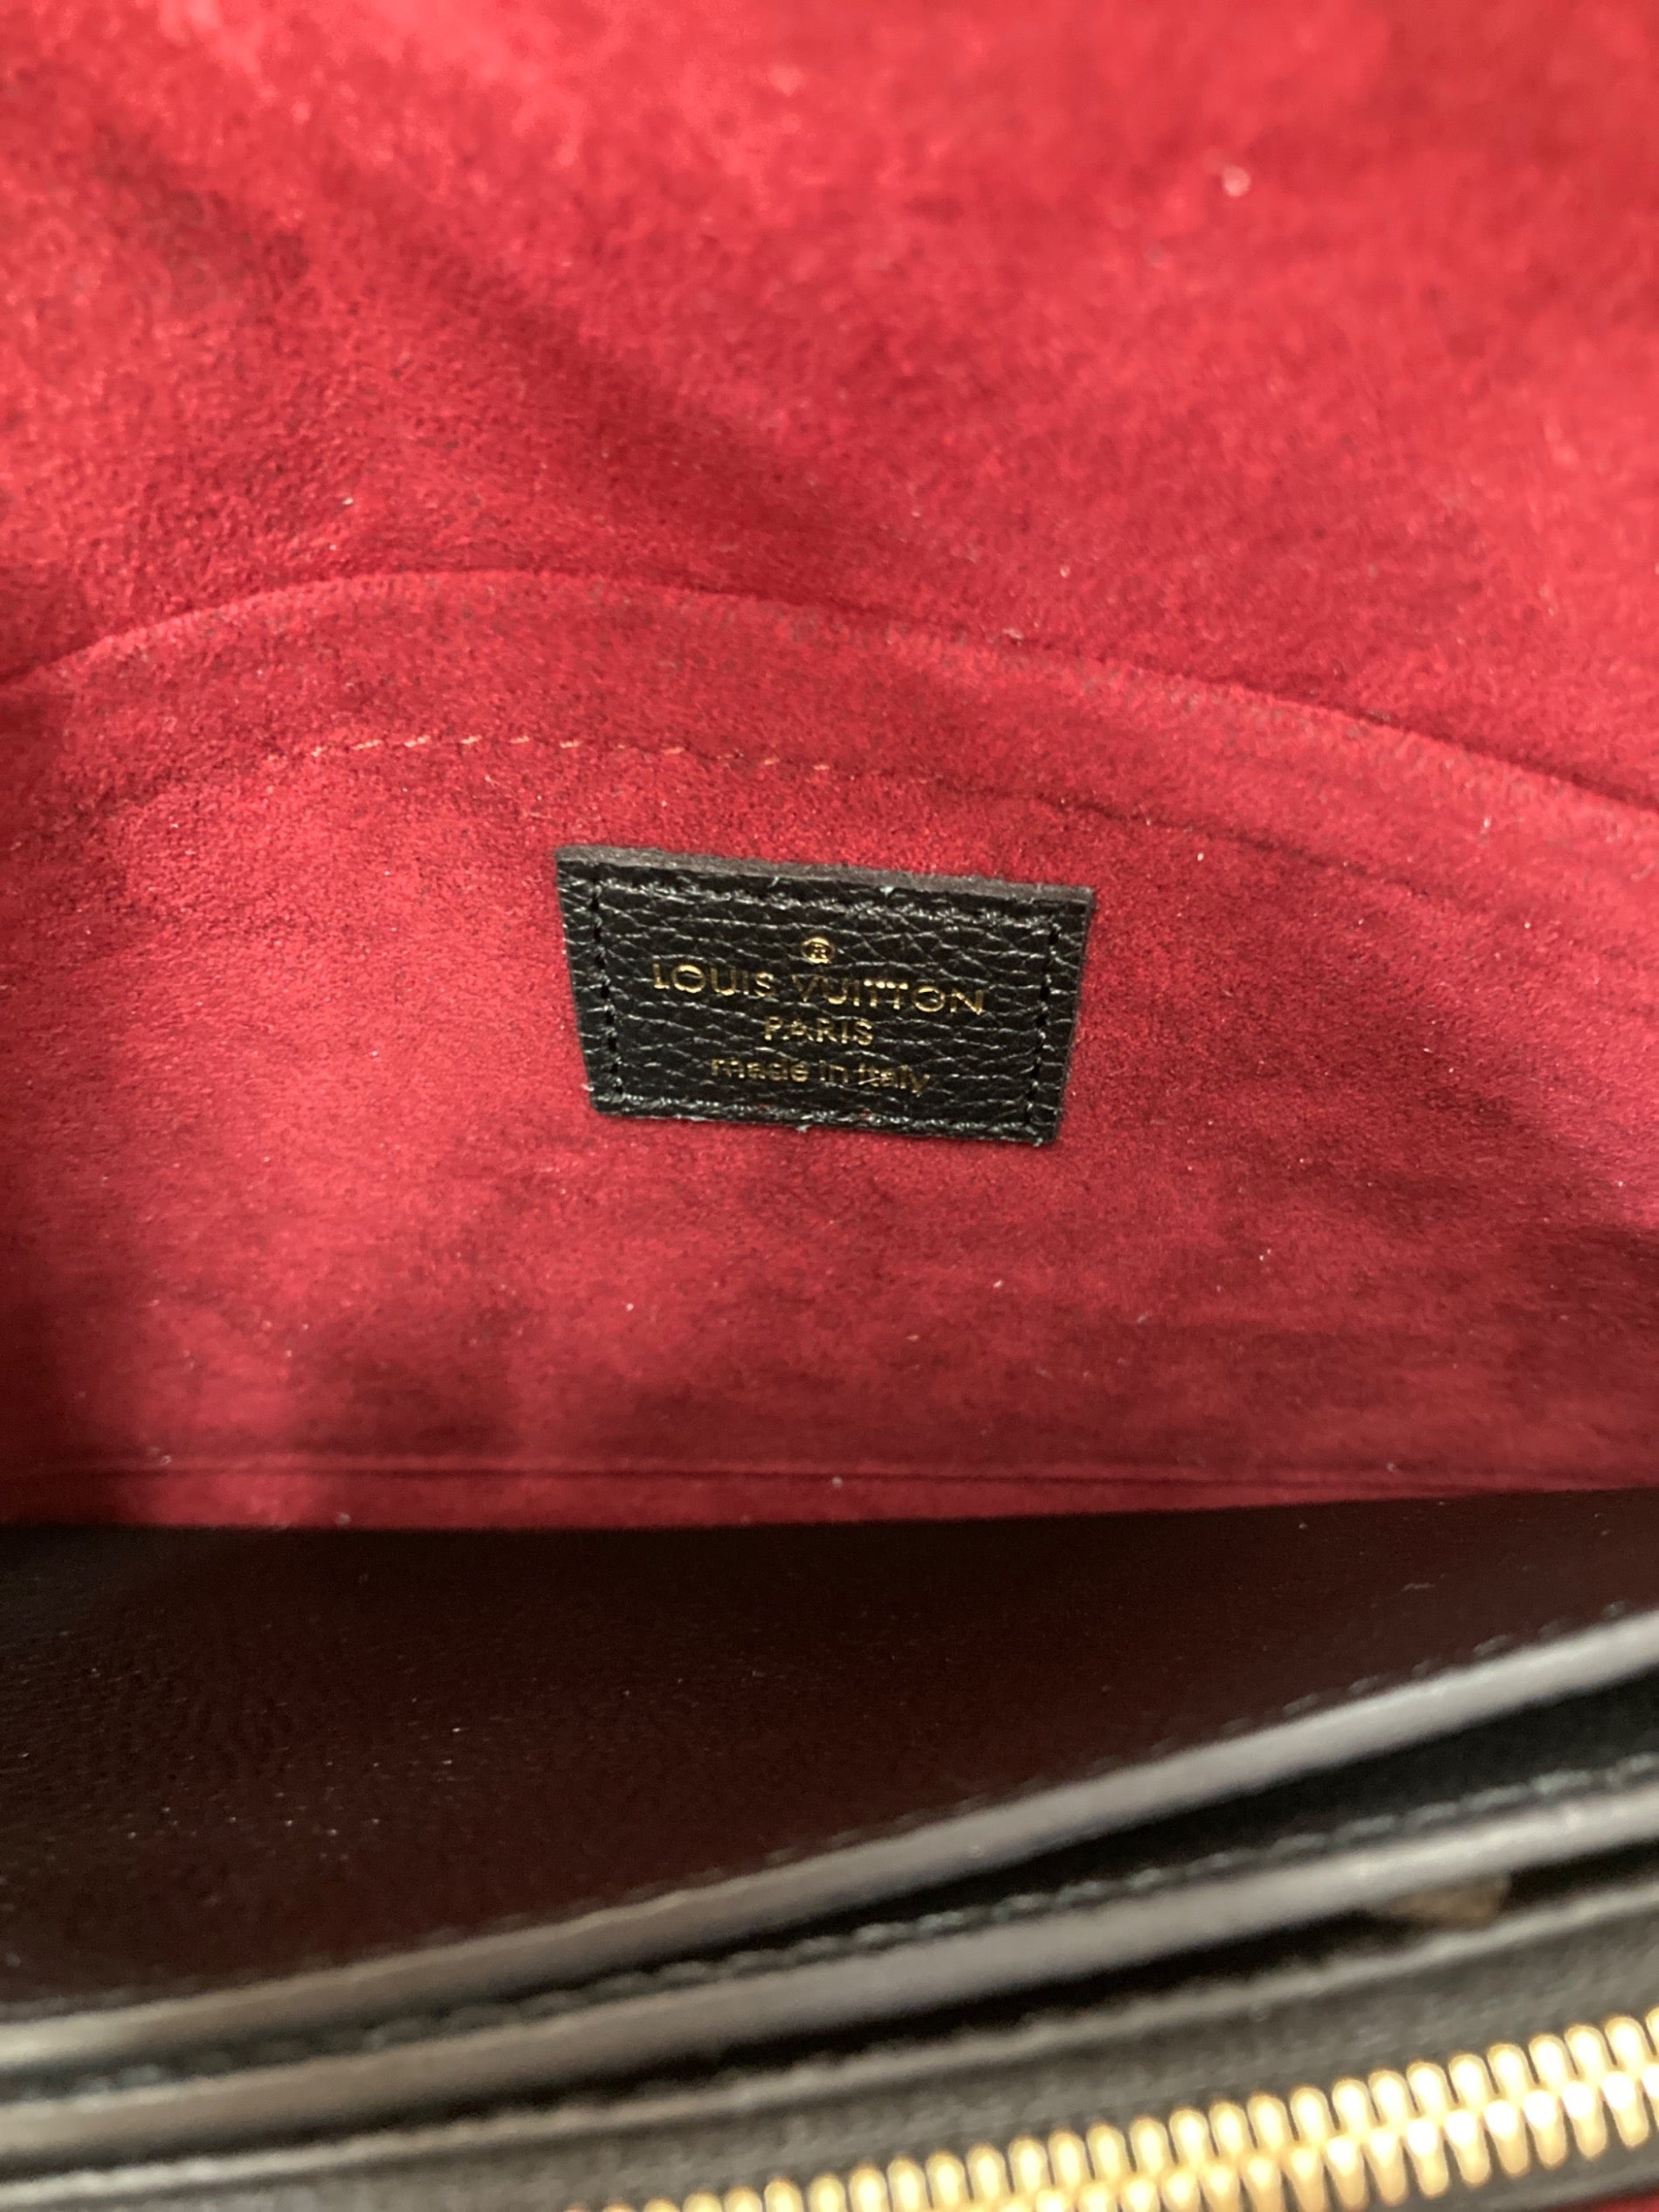 ®
LOUIS VUITTON
PARIS
made in Italy